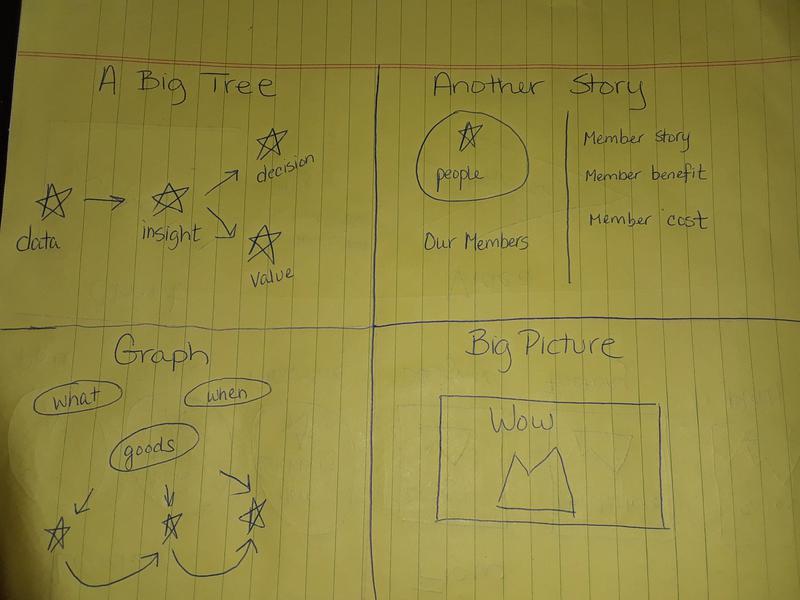 A Big Tree
decision
data
insight
value
Another Story
people
Our Members
Member story
Member benefit
Member cost
Graph
what
when
goods
Big Picture
Wow